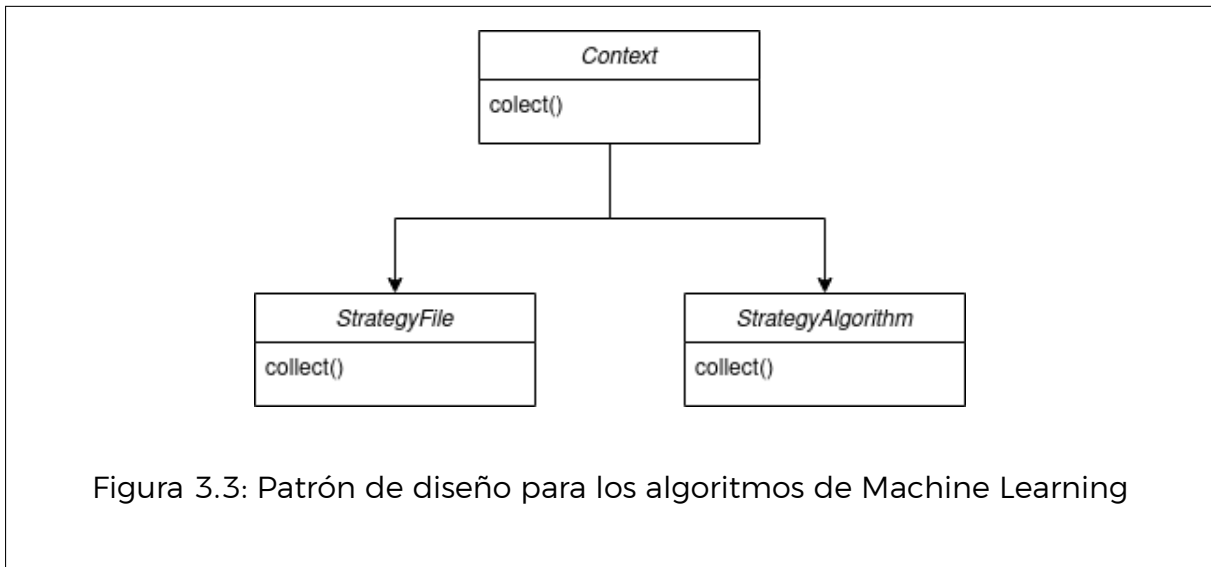 Context
colect()
StrategyFile
collect()
StrategyAlgorithm
collect()
Figura 3.3: Patrón de diseño para los algoritmos de Machine Learning